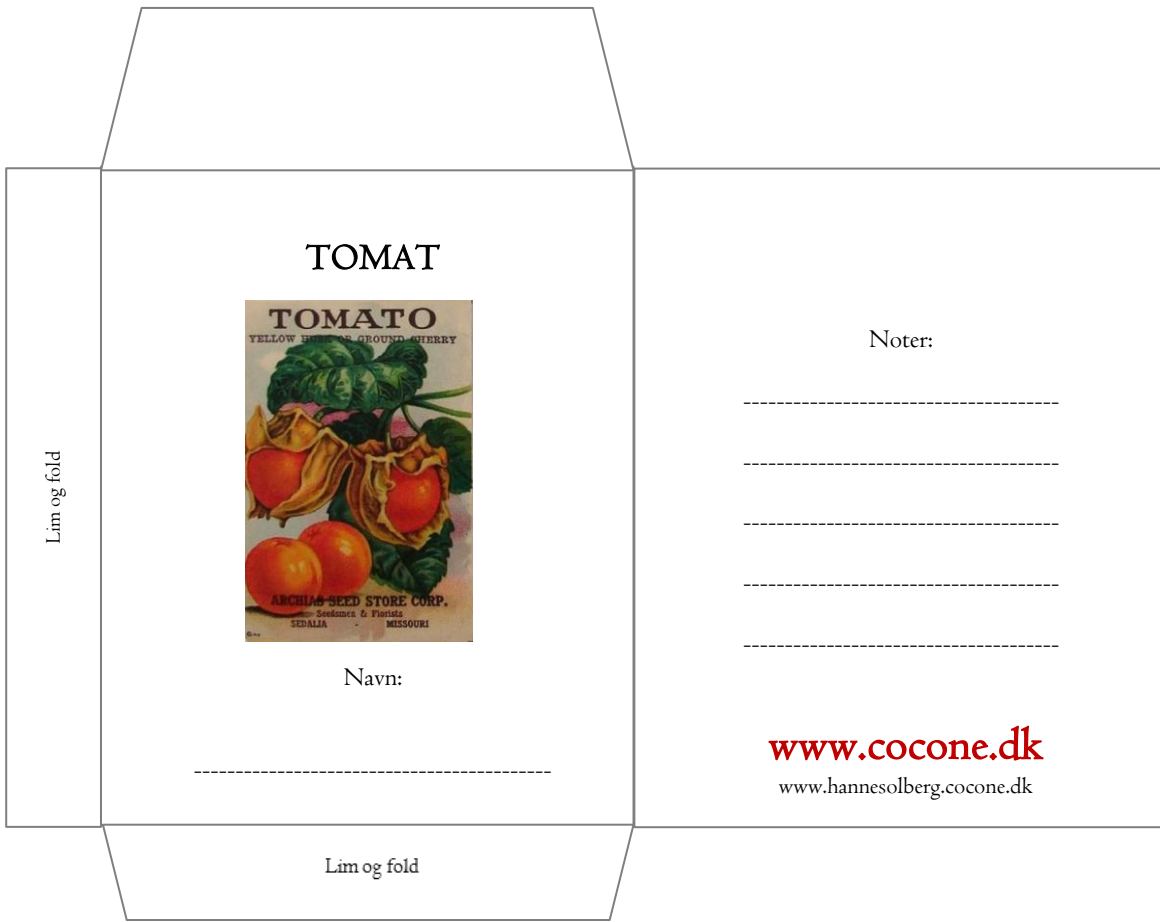 TOMAT
TOMATO
YELLOW HUSK OR GROUND CHERRY
ARCHIAS SEED STORE CORP.
Seedsmen & Florists
SEDALIA - MISSOURI
Navn:
Lim og fold
Lim og fold
Noter:
www.cocone.dk
www.hannesolberg.cocone.dk